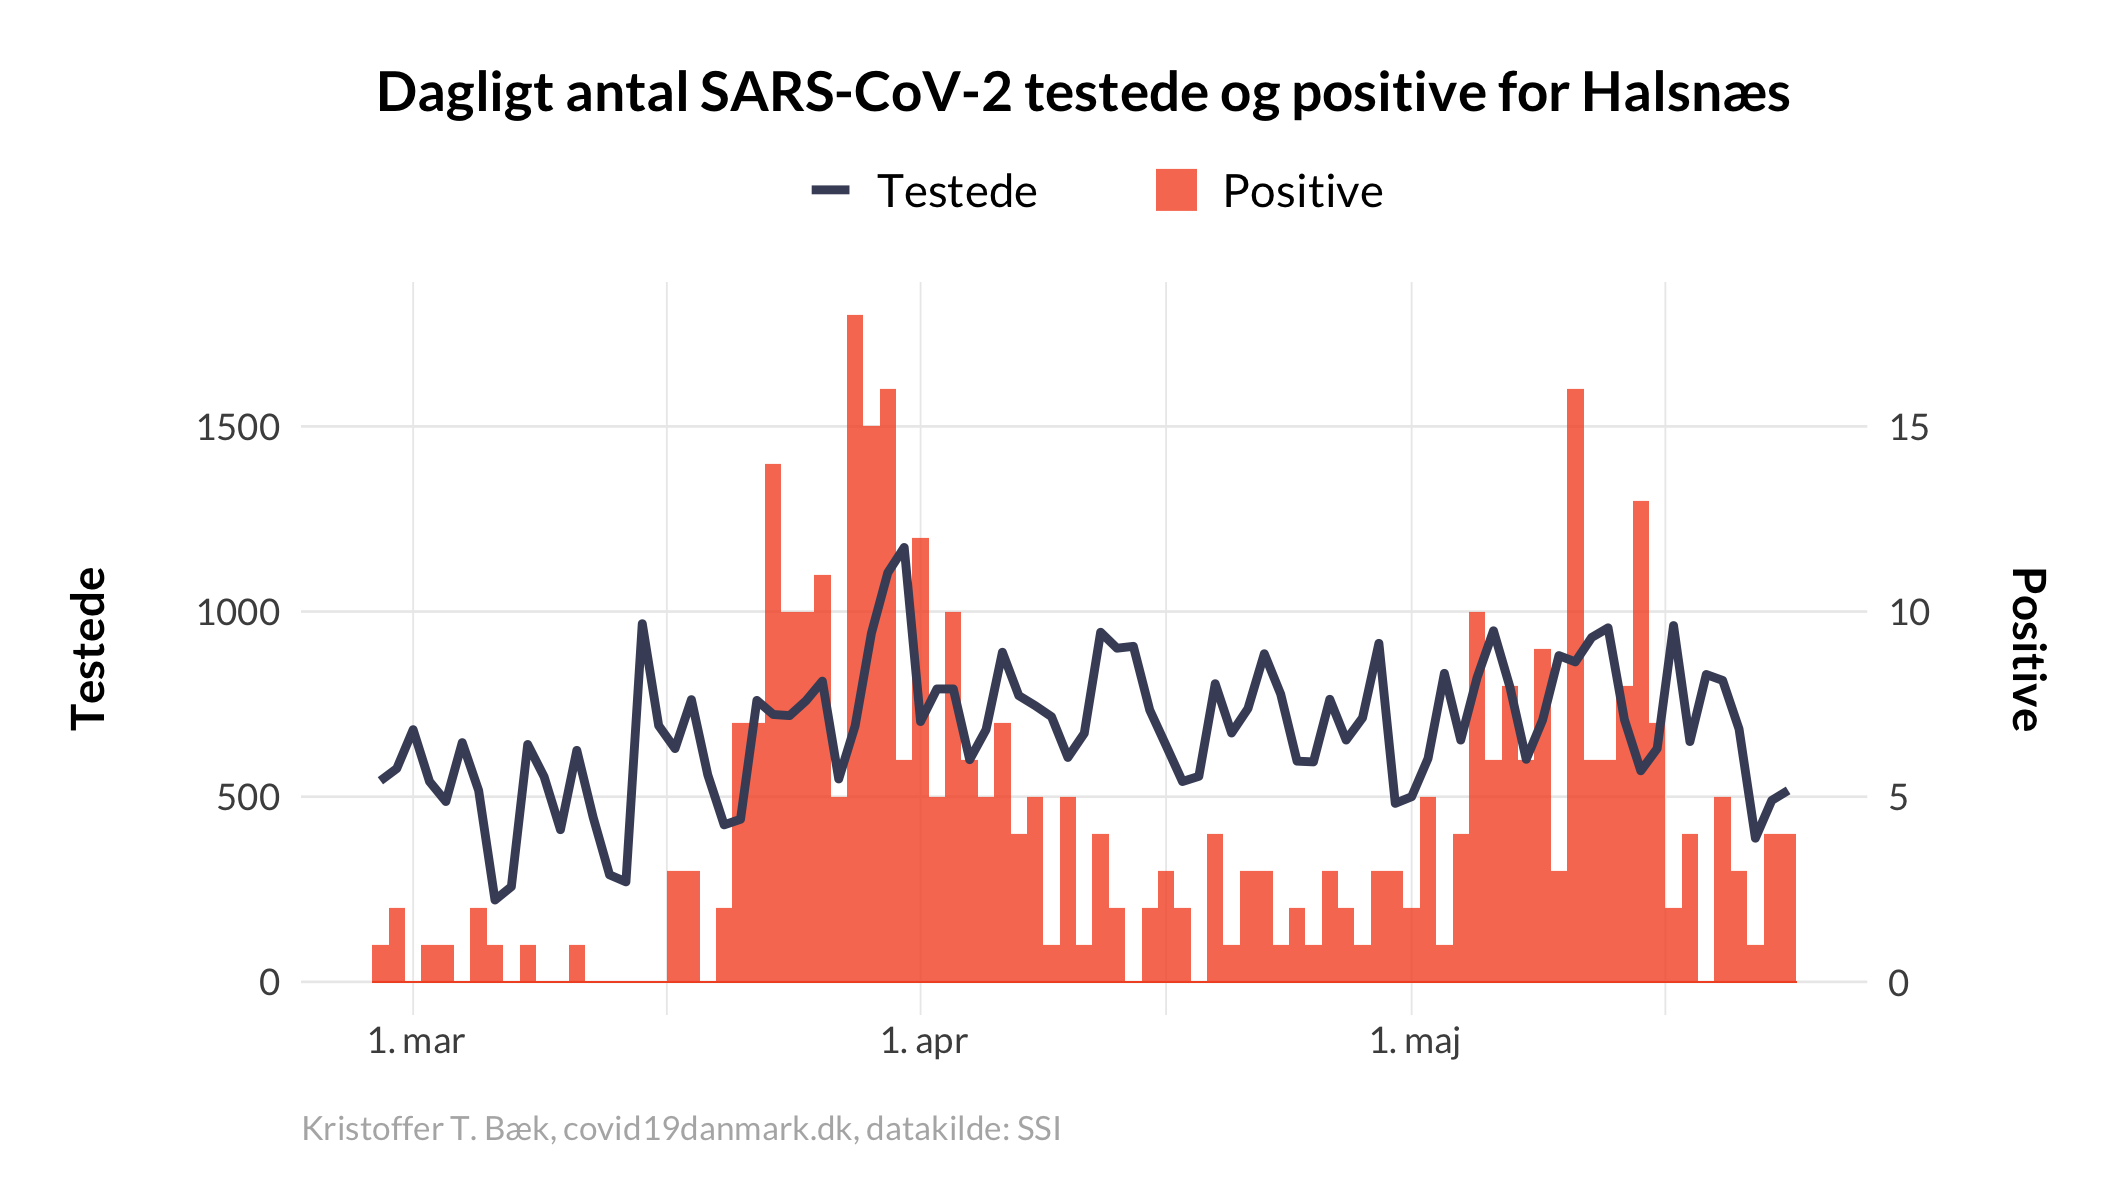 Dagligt antal SARS-CoV-2 testede og positive for Halsnæs
Testede
Positive
Testede
1500
1000
500
0
15
10
5
0
Positive
1. mar
1. apr
1. maj
Kristoffer T. Bæk, covid19danmark.dk, datakilde: SSI